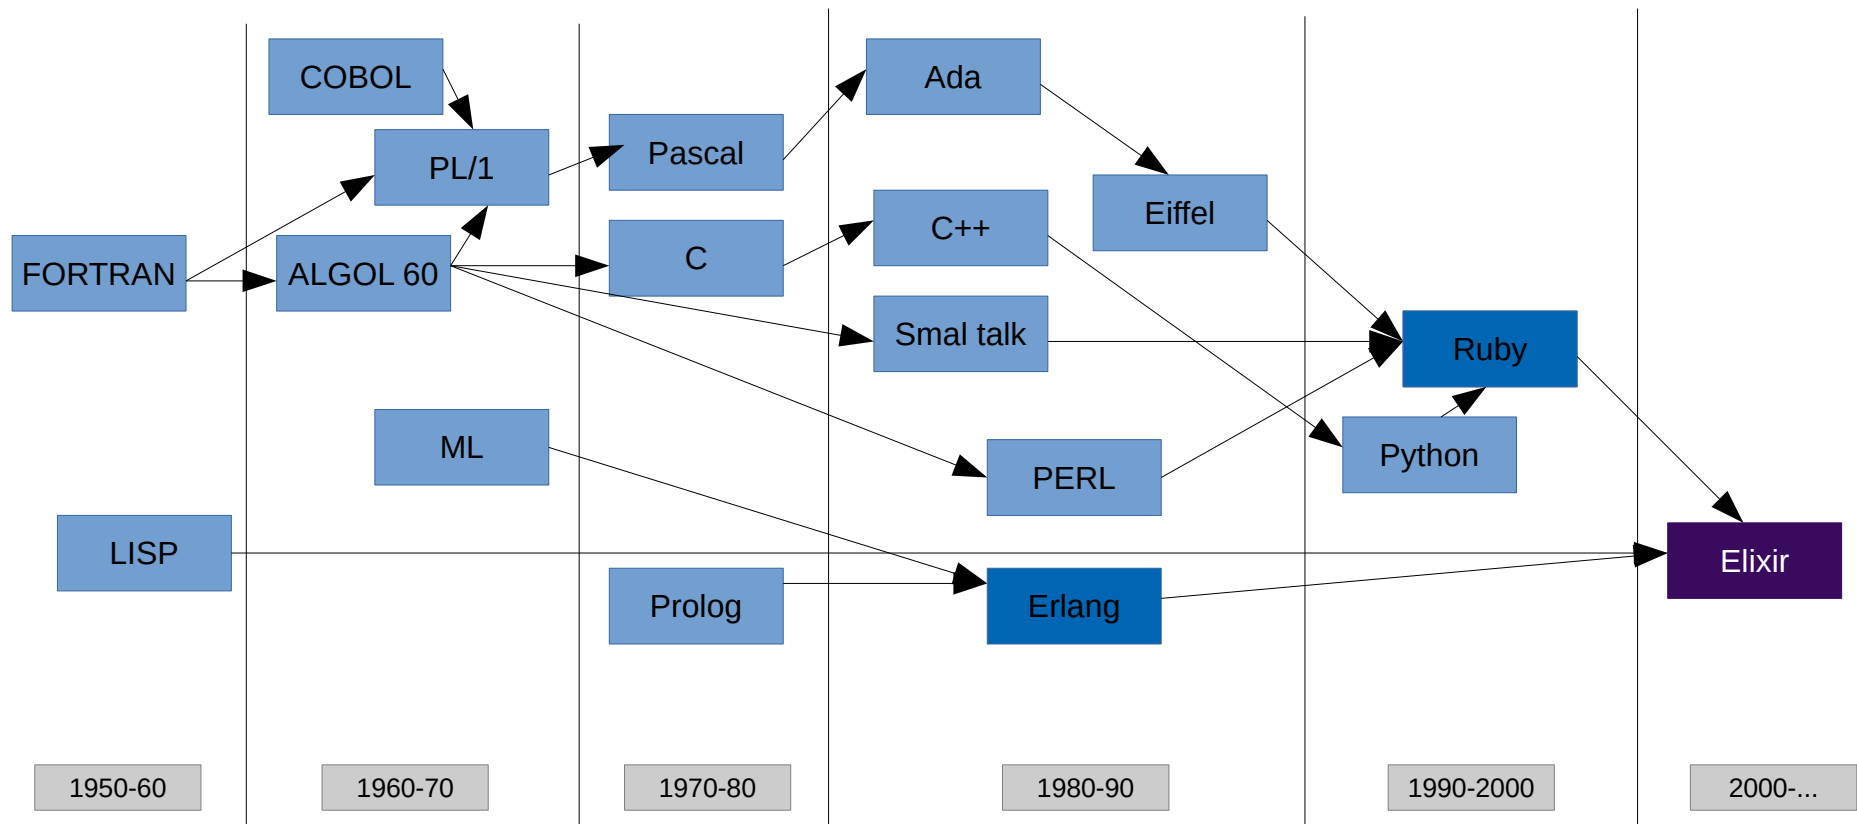 COBOL
Ada
Pascal
PL/1
Eiffel
C++
C
FORTRAN
ALGOL 60
Smal talk
Ruby
ML
Python
PERL
LISP
Elixir
Prolog
Erlang
1950-60
1960-70
1970-80
1980-90
1990-2000
2000-...